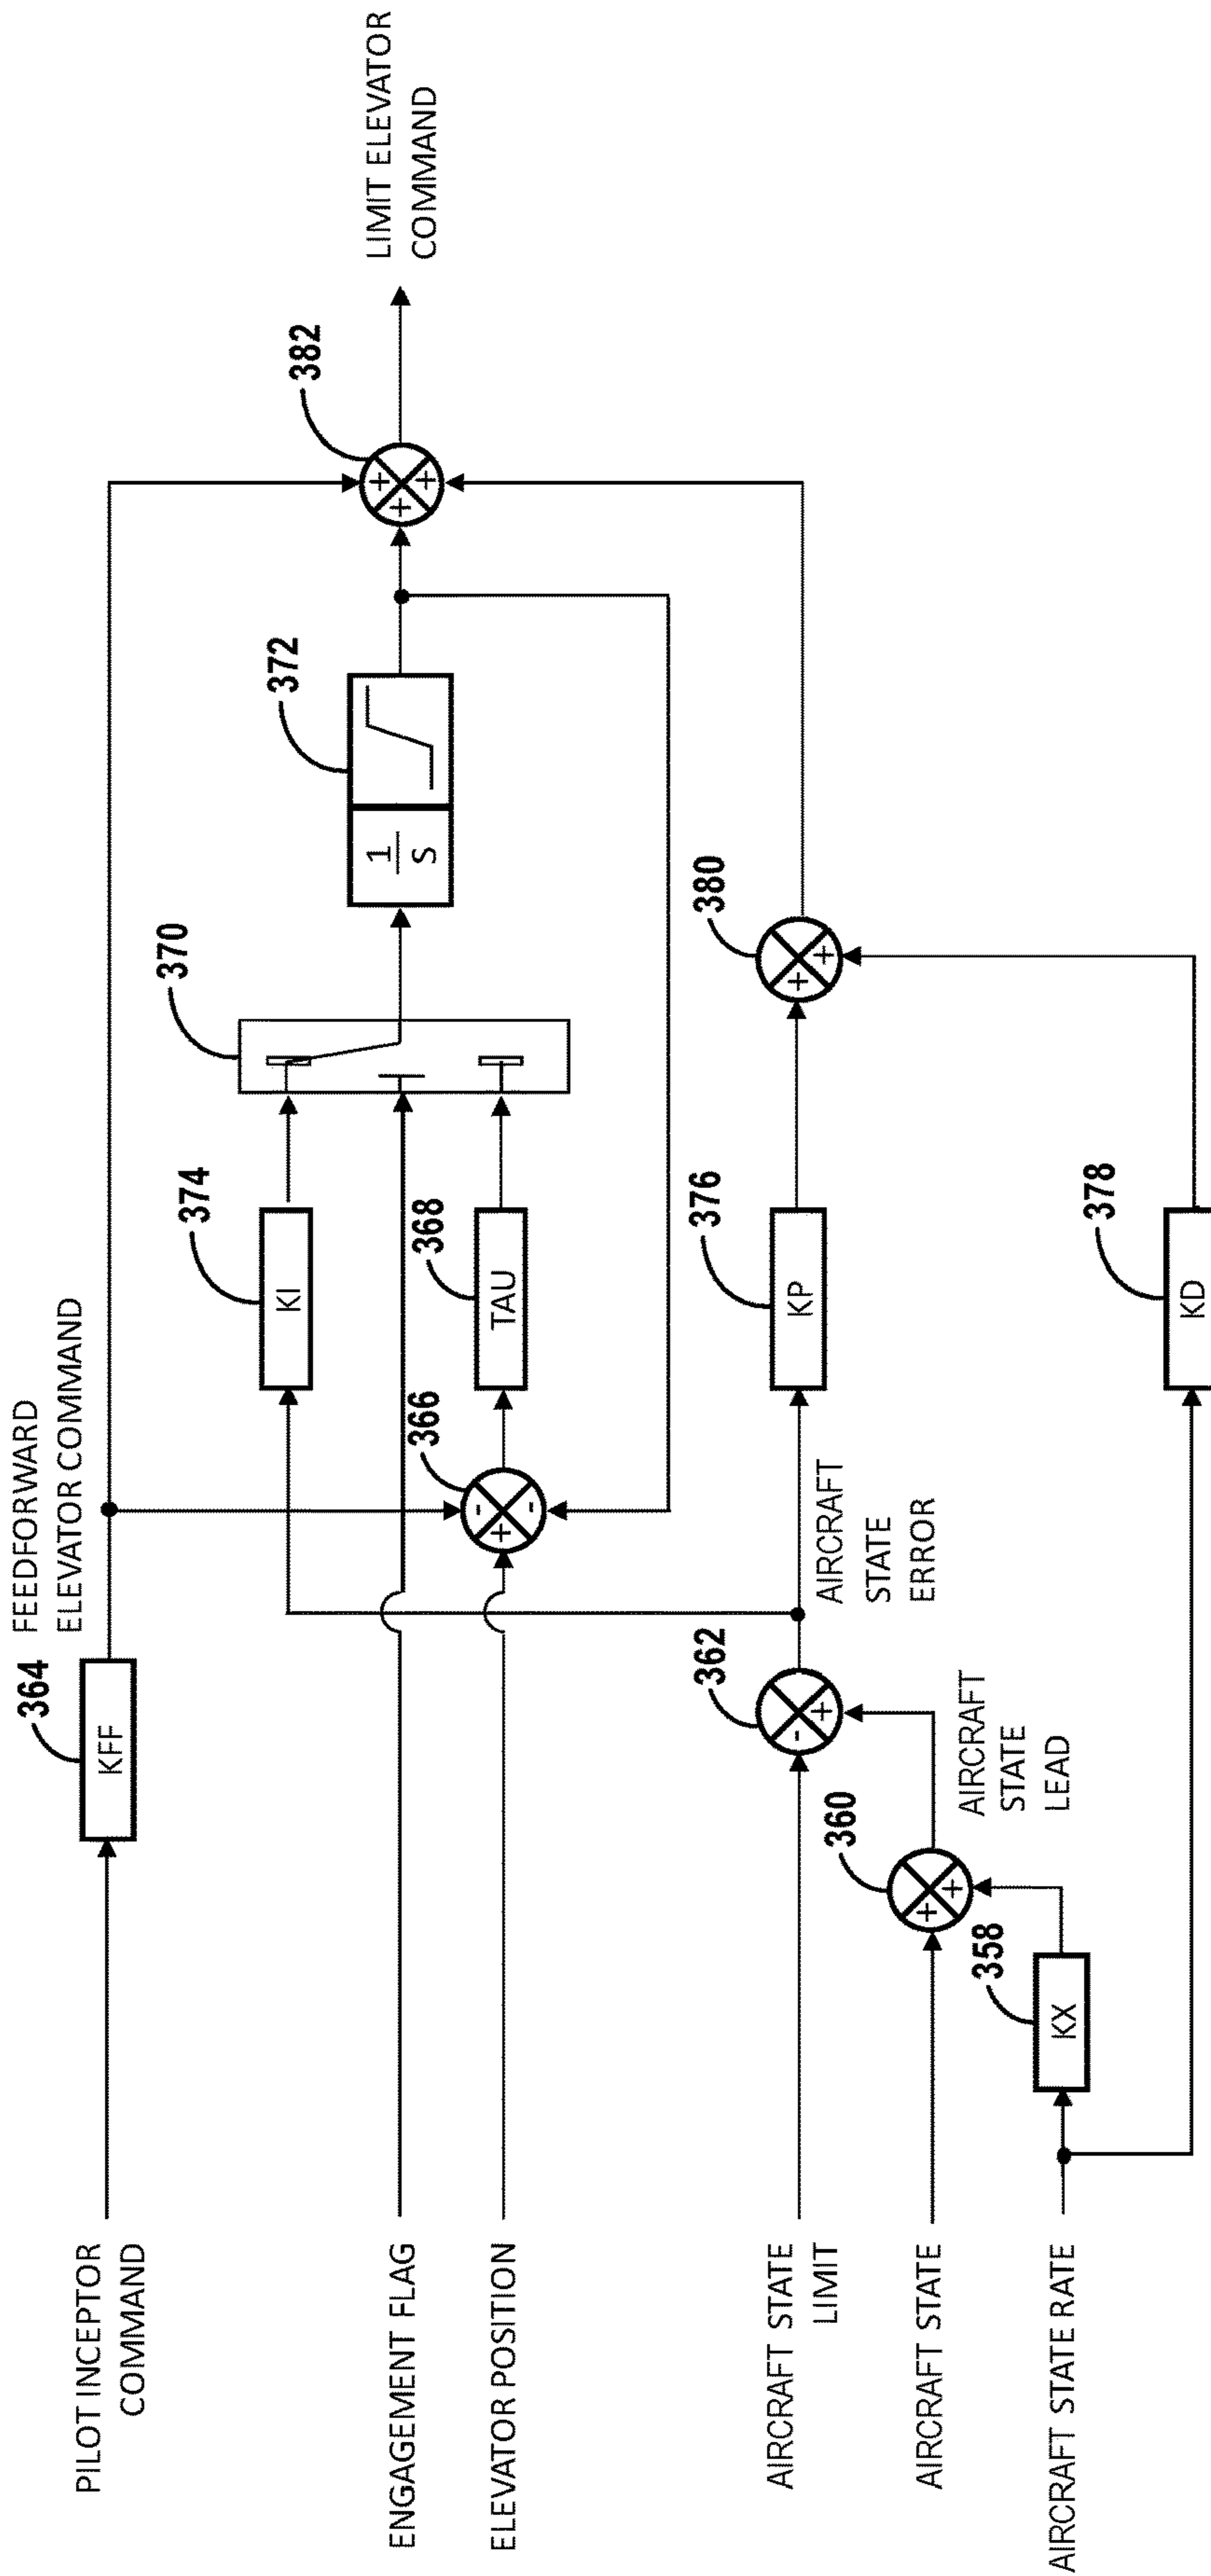 PILOT INCEPTOR
COMMAND
ENGAGEMENT FLAG
ELEVATOR POSITION
AIRCRAFT STATE
LIMIT
AIRCRAFT STATE
AIRCRAFT STATE RATE
364
KFF
FEEDFORWARD
ELEVATOR COMMAND
358
KX
360
+
+
AIRCRAFT
STATE
LEAD
362
-
+
AIRCRAFT
STATE
ERROR
366
-
+
-
374
KI
368
TAU
376
KP
378
KD
370
380
+
+
372
1
S
382
+
+
+
LIMIT ELEVATOR
COMMAND